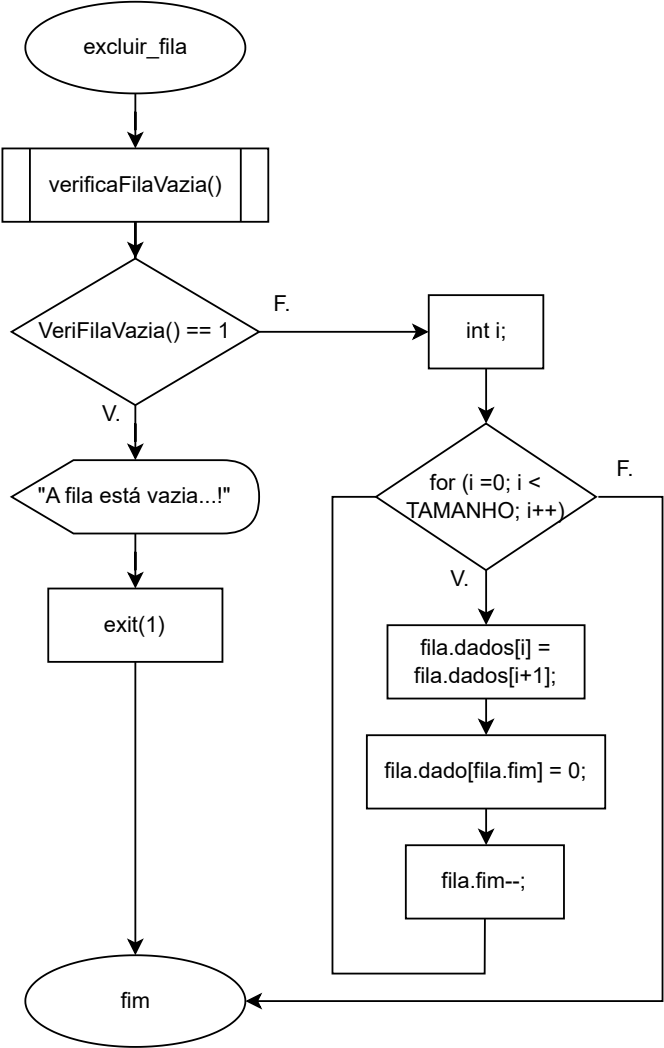 excluir_fila
verificaFilaVazia()
VeriFilaVazia() == 1
F.
V.
"A fila está vazia...!"
exit(1)
int i;
for (i =0; i <
TAMANHO; i++)
F.
V.
fila.dados[i] =
fila.dados[i+1];
fila.dado[fila.fim] = 0;
fila.fim--;
fim